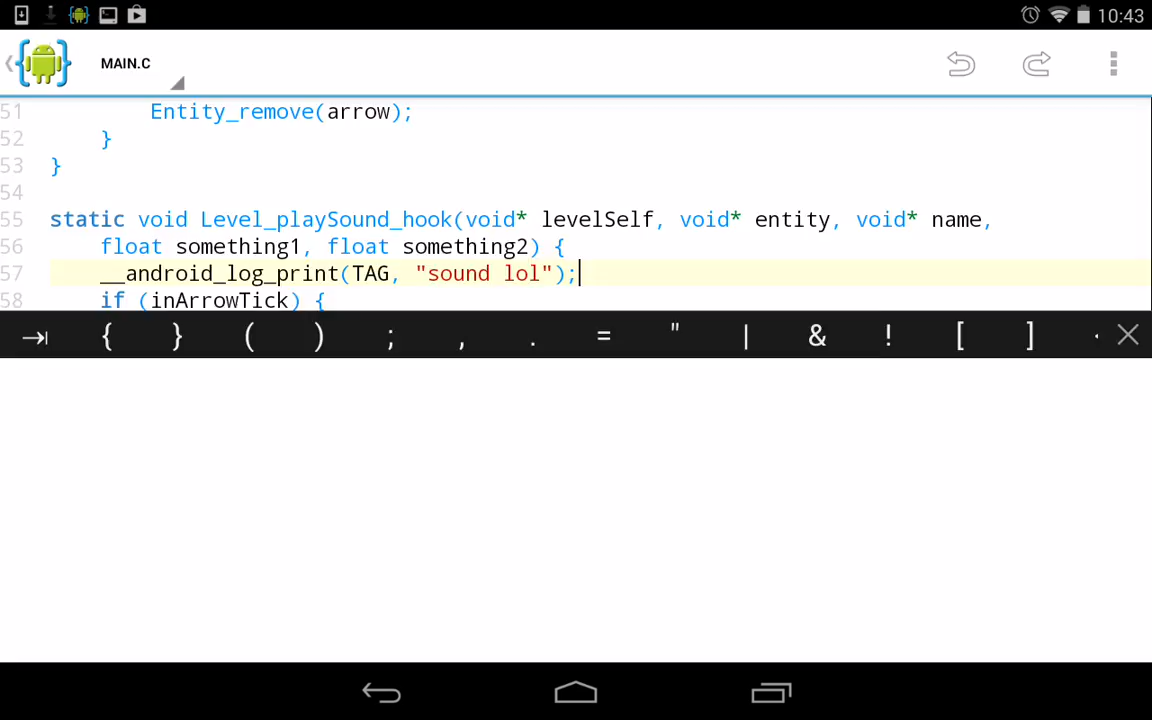 10:43
MAIN.C
51 Entity_remove(arrow);
52 }
53 }
54
55 static void Level_playSound_hook(void* levelSelf, void* entity, void* name,
56 float something1, float something2) {
57 __android_log_print(TAG, "sound lol");
58 if (inArrowTick) {
{ } ( ) ; , . = " | & ! [ ]